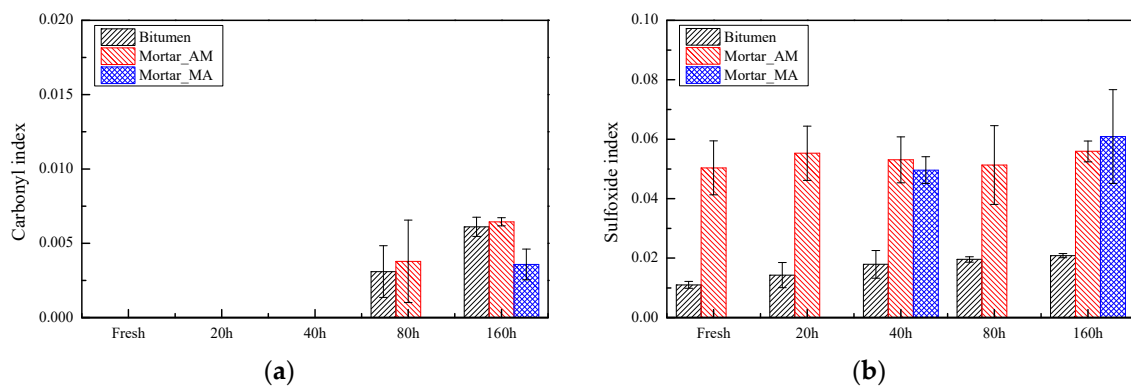 Carbonyl index
0.020
0.015
0.010
0.005
0.000
Bitumen
Mortar_AM
Mortar_MA
Fresh 20h 40h 80h 160h
(a)
Sulfoxide index
0.10
0.08
0.06
0.04
0.02
0.00
Bitumen
Mortar_AM
Mortar_MA
Fresh 20h 40h 80h 160h
(b)